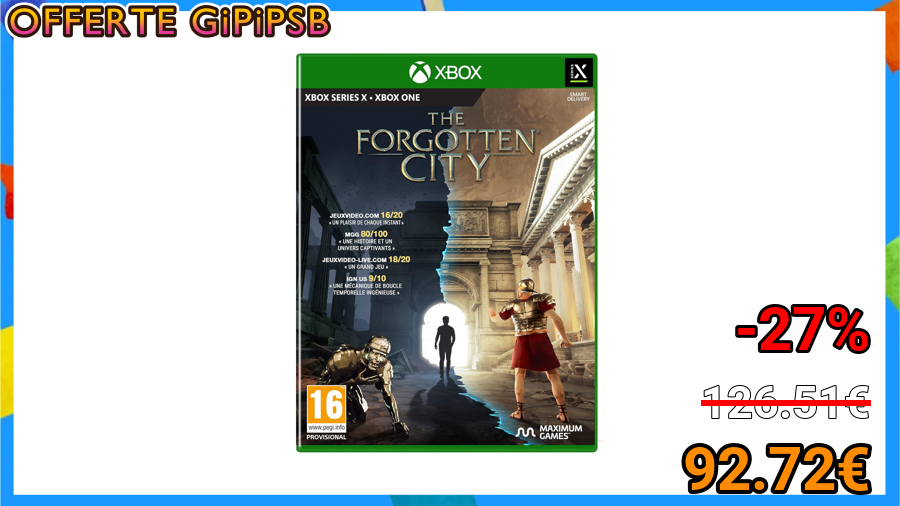 OFFERTE GiPiPSB
XBOX
SERIES X
XBOX SERIES X • XBOX ONE
SMART
DELIVERY
THE
FORGOTTEN
CITY
JEUXVIDEO.COM 16/20
« UN PLAISIR DE CHAQUE INSTANT »
MGG 80/100
« UNE HISTOIRE ET UN
UNIVERS CAPTIVANTS »
JEUXVIDEO-LIVE.COM 18/20
« UN GRAND JEU »
IGN US 9/10
« UNE MÉCANIQUE DE BOUCLE
TEMPORELLE INGÉNIEUSE »
16
www.pegi.info
PROVISIONAL
MAXIMUM
GAMES
-27%
126.51€
92.72€